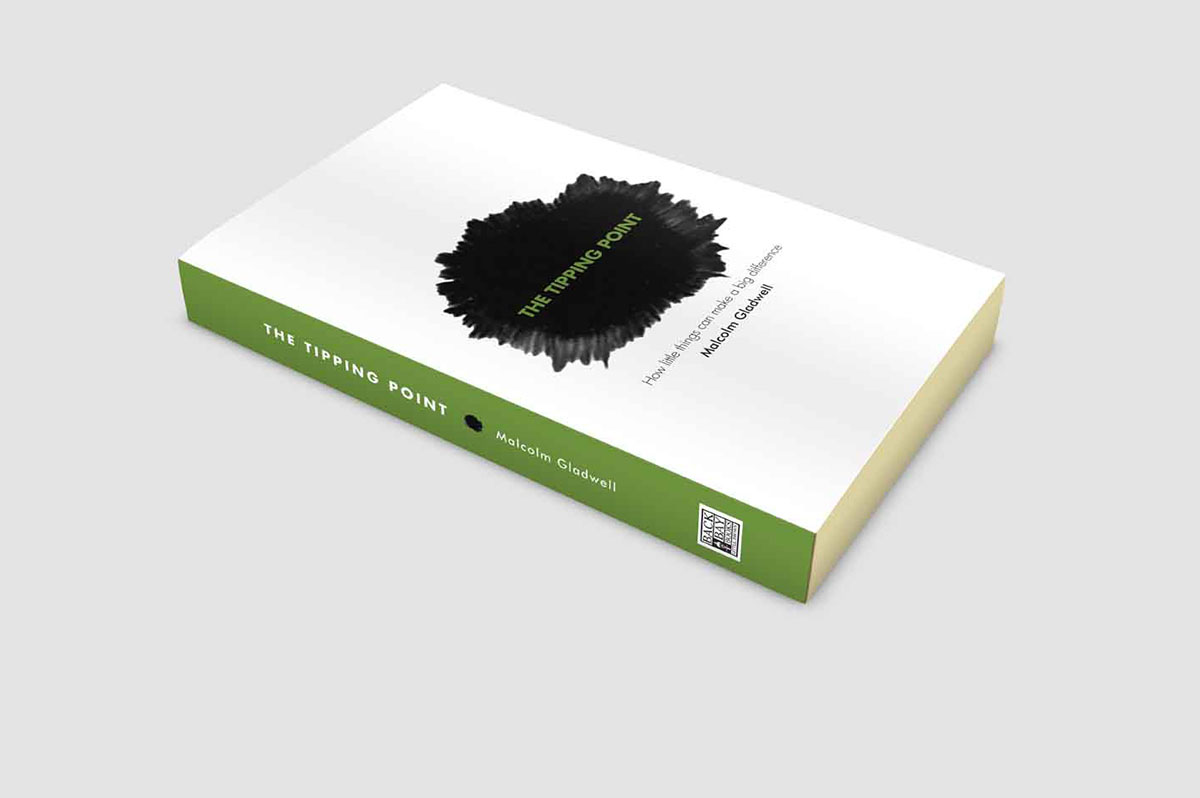 THE TIPPING POINT
How little things can make a big difference
Malcolm Gladwell
THE TIPPING POINT
Malcolm Gladwell
BACK
BAY
BOOKS